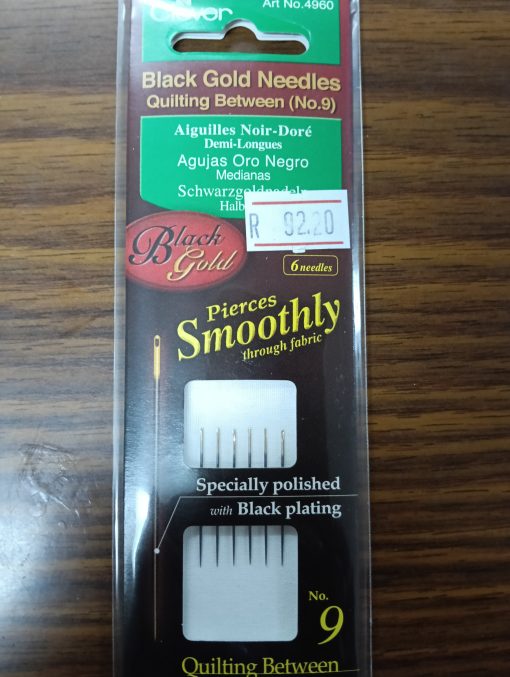 Clover
Art No.4960
Black Gold Needles
Quilting Between (No.9)
Aiguilles Noir-Doré
Demi-Longues
Agujas Oro Negro
Medianas
Schwarzgoldnadeln
R 92.20
Black
Gold
6 needles
Pierces
Smoothly
through fabric
Specially polished
with Black plating
No.
9
Quilting Between